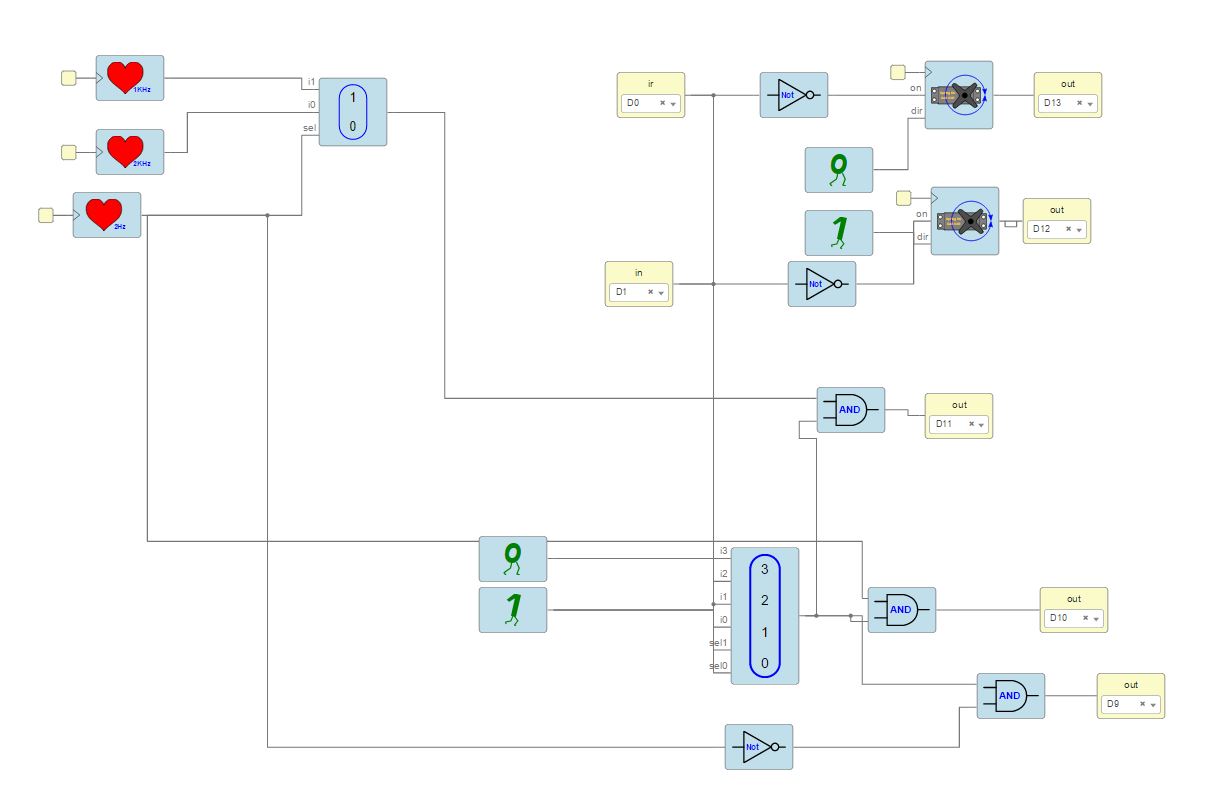 1KHz
i1
i0
sel
1
0
2KHz
2Hz
ir
D0
Not
on
dir
out
D13
0
1
on
dir
out
D12
in
D1
Not
AND
out
D11
0
1
i3
i2
i1
i0
sel1
sel0
3
2
1
0
AND
out
D10
AND
out
D9
Not